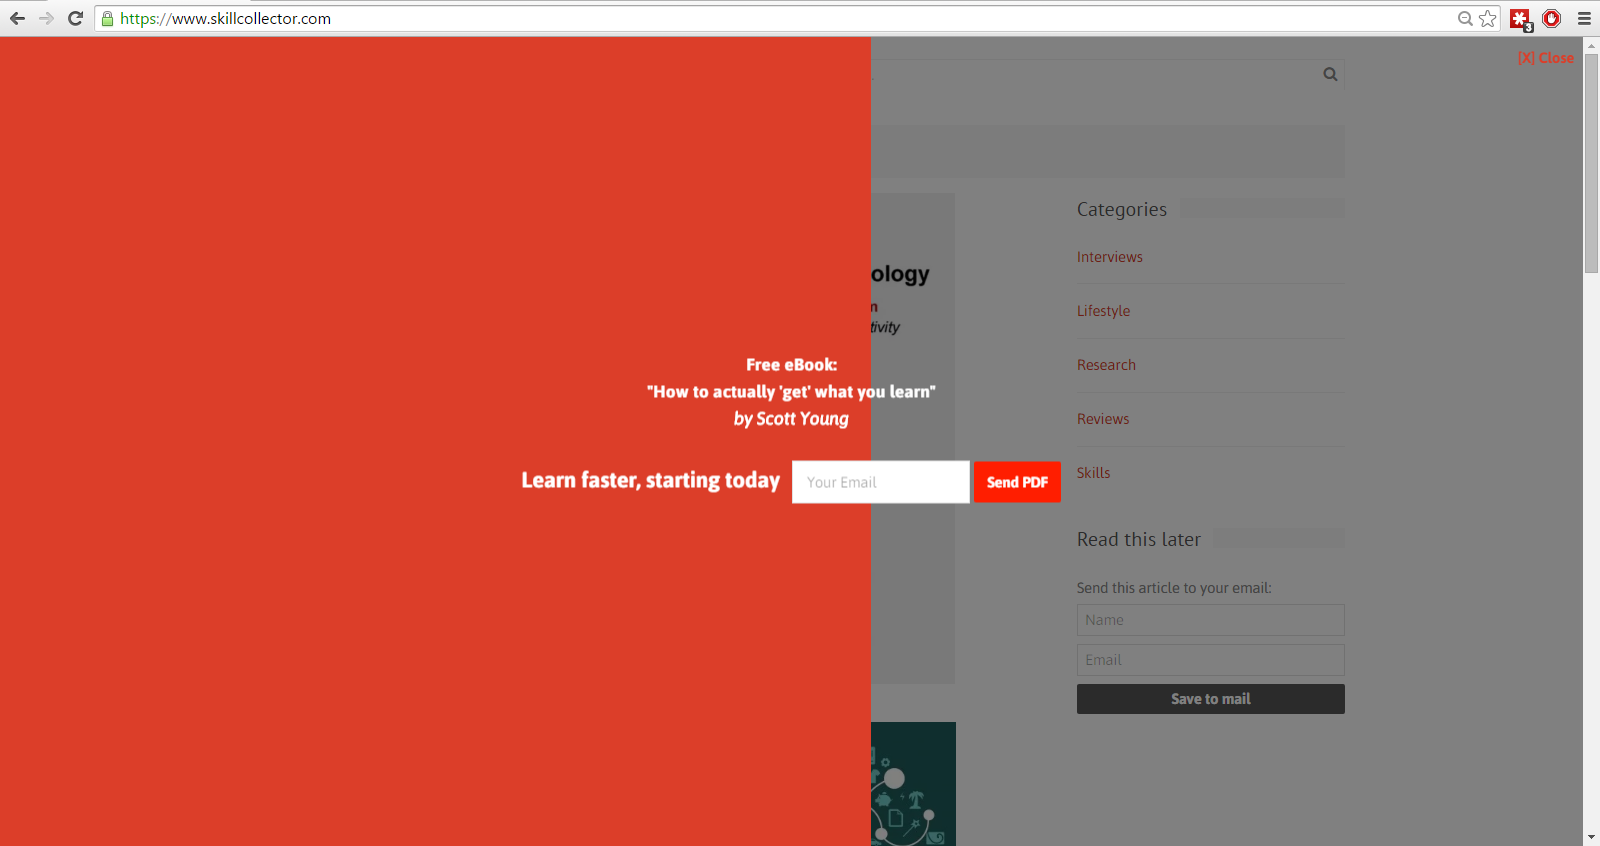 https://www.skillcollector.com
3
[X] Close
Categories
Interviews
Lifestyle
Research
Reviews
Skills
ology
n
tivity
Free eBook:
"How to actually 'get' what you learn"
by Scott Young
Learn faster, starting today
Your Email
Send PDF
Read this later
Send this article to your email:
Name
Email
Save to mail